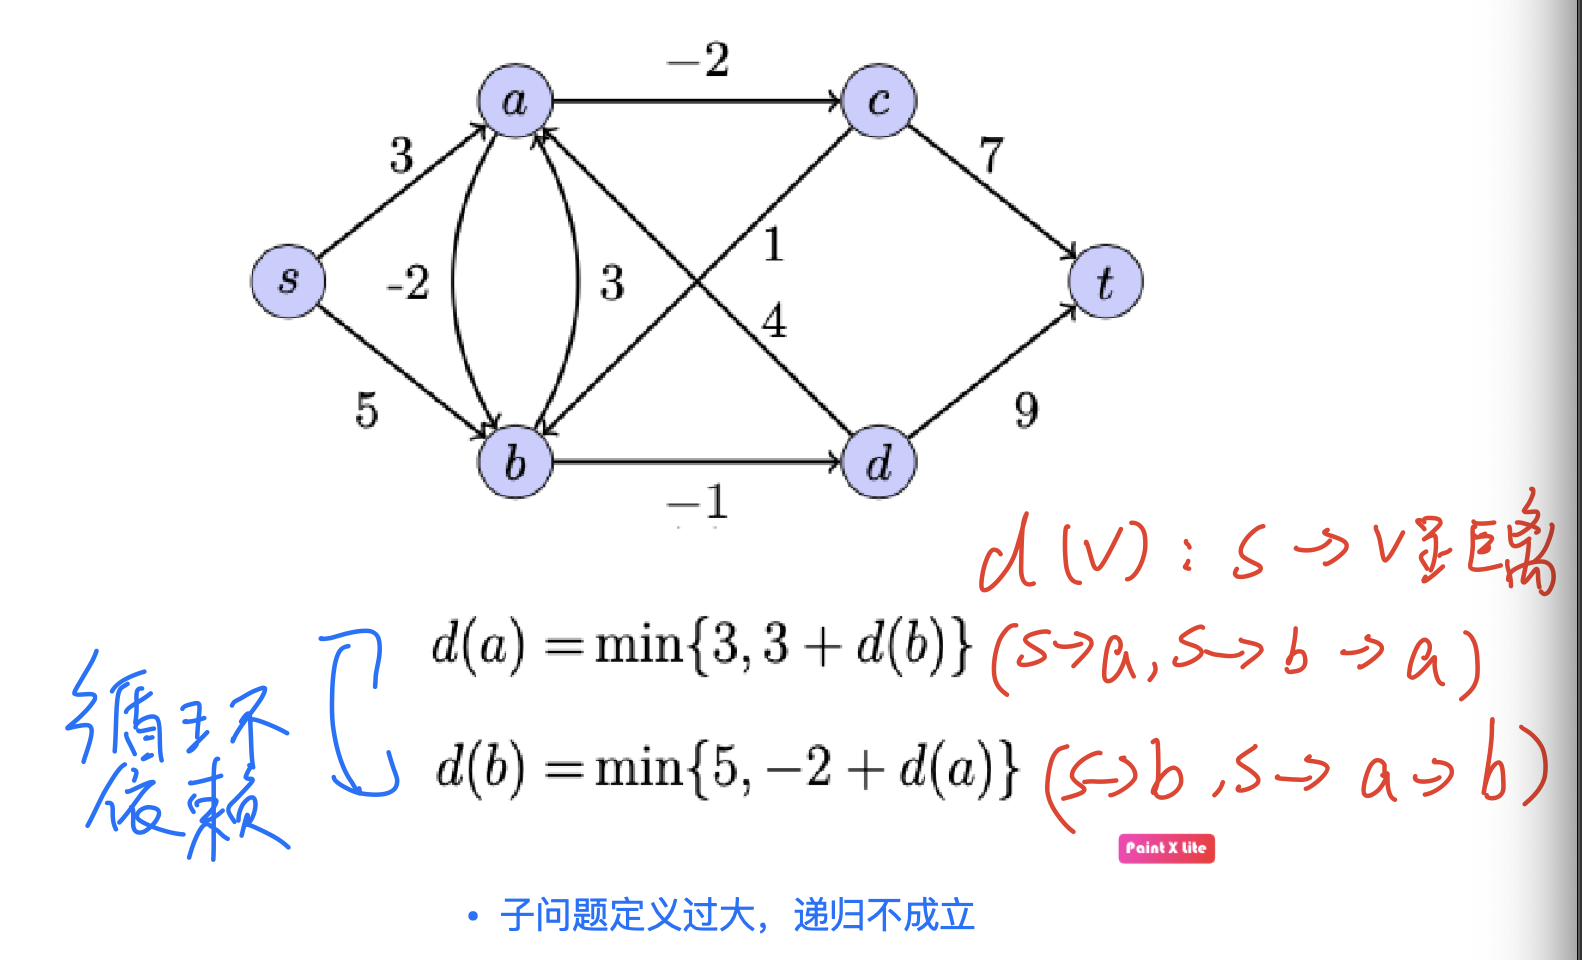 −2
a
c
3
7
1
s
-2
3
t
4
5
9
b
d
−1
d(v): s→v距离
d(a) = min{3, 3 + d(b)} (s→a, s→b→a)
循环
依赖
d(b) = min{5, −2 + d(a)} (s→b, s→a→b)
Paint X lite
• 子问题定义过大，递归不成立